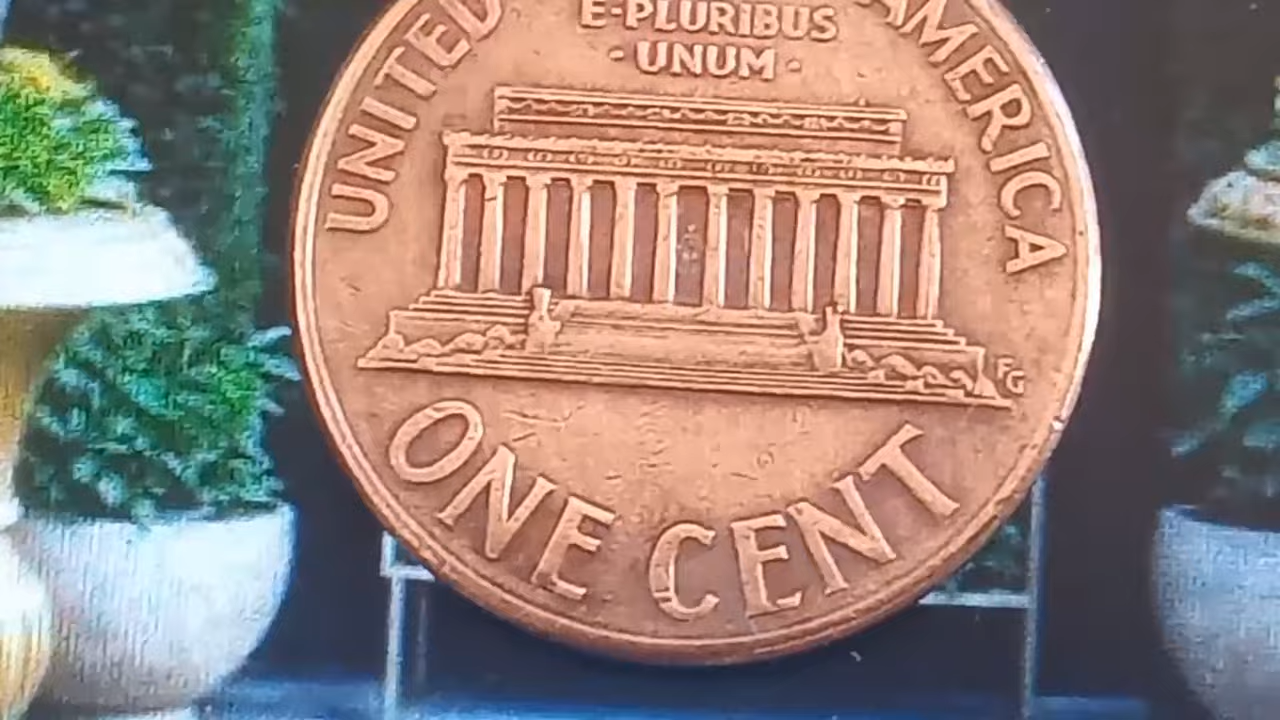 UNITED AMERICA
E·PLURIBUS
·UNUM·
FG
ONE CENT